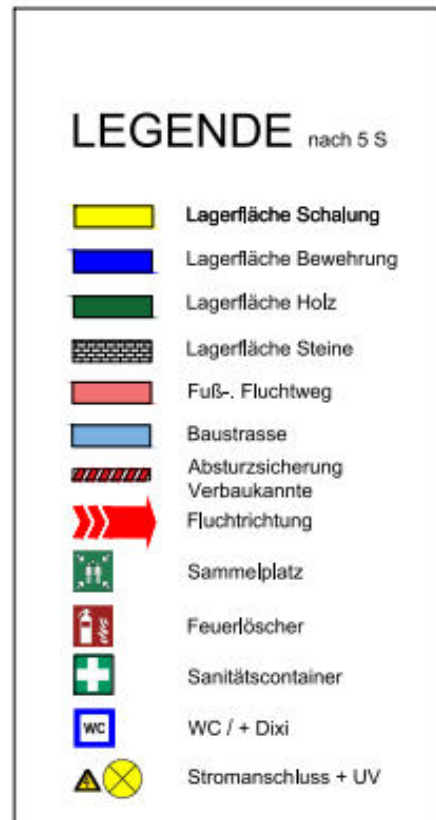 LEGENDE nach 5 S
Lagerfläche Schalung
Lagerfläche Bewehrung
Lagerfläche Holz
Lagerfläche Steine
Fuß-. Fluchtweg
Baustrasse
Absturzsicherung
Verbaukannte
Fluchtrichtung
Sammelplatz
Feuerlöscher
Sanitätscontainer
WC WC / + Dixi
Stromanschluss + UV